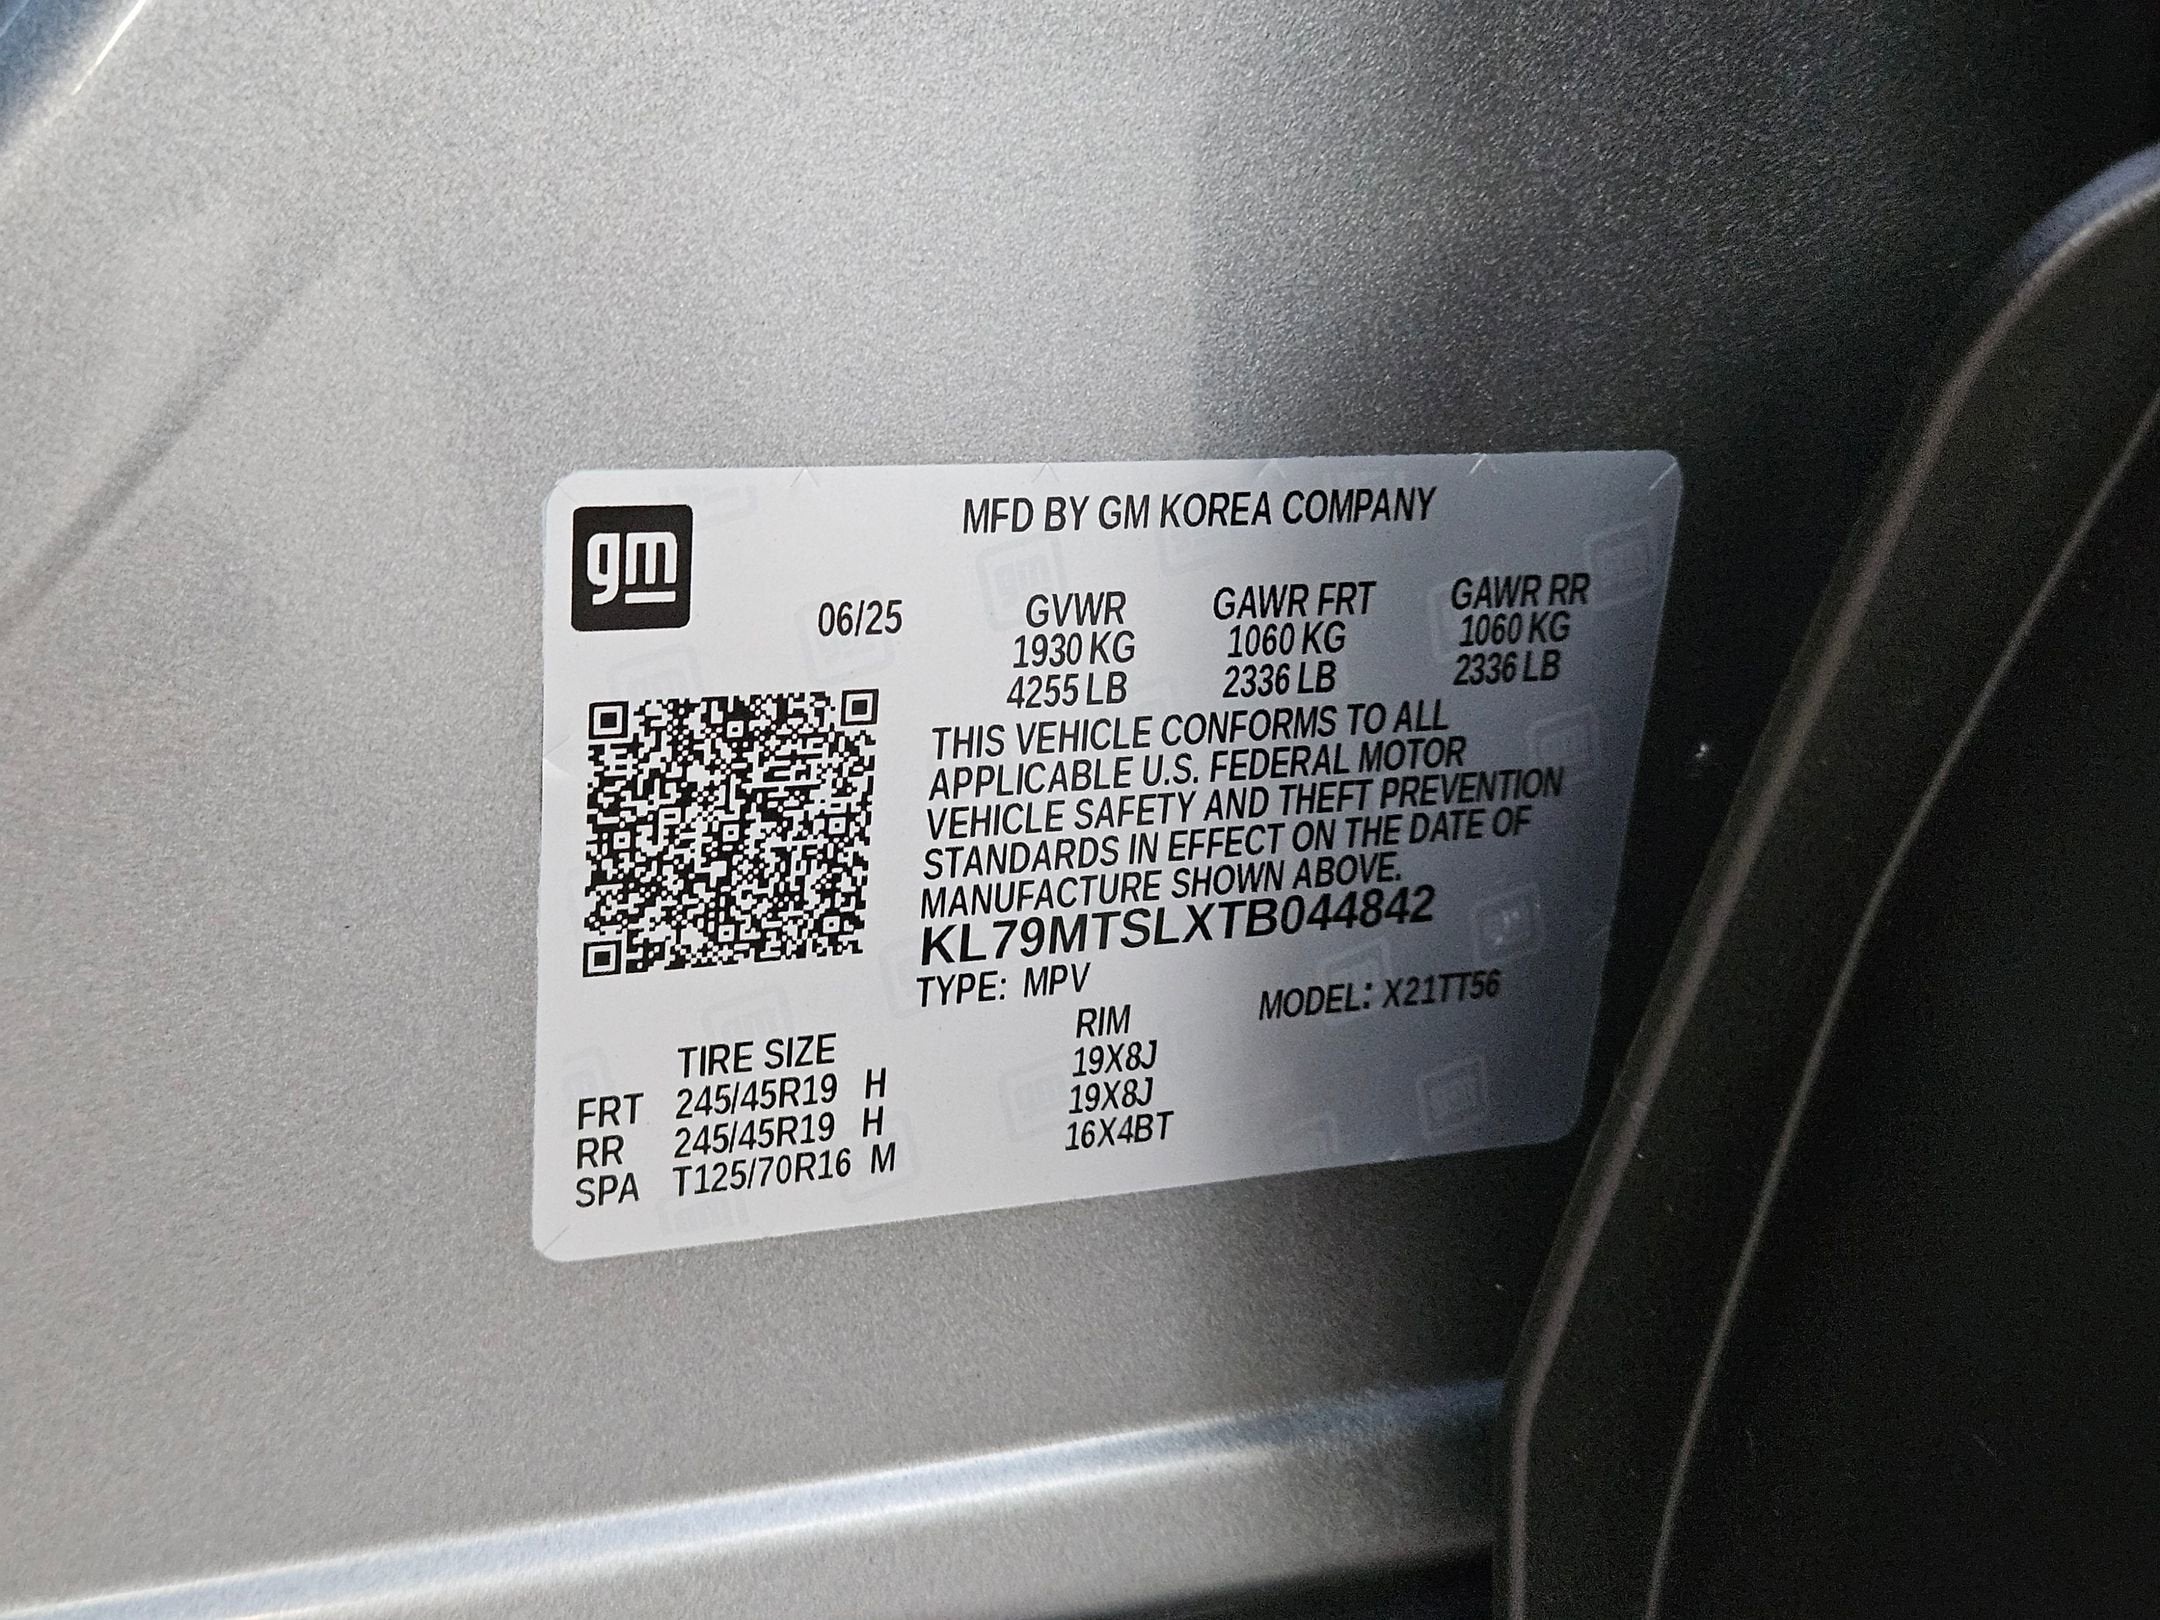 gm
MFD BY GM KOREA COMPANY
06/25 GVWR GAWR FRT GAWR RR
1930 KG 1060 KG 1060 KG
4255 LB 2336 LB 2336 LB
THIS VEHICLE CONFORMS TO ALL
APPLICABLE U.S. FEDERAL MOTOR
VEHICLE SAFETY AND THEFT PREVENTION
STANDARDS IN EFFECT ON THE DATE OF
MANUFACTURE SHOWN ABOVE.
KL79MTSLXTB044842
TYPE: MPV MODEL: X21TT56
TIRE SIZE RIM
FRT 245/45R19 H 19X8J
RR 245/45R19 H 19X8J
SPA T125/70R16 M 16X4BT